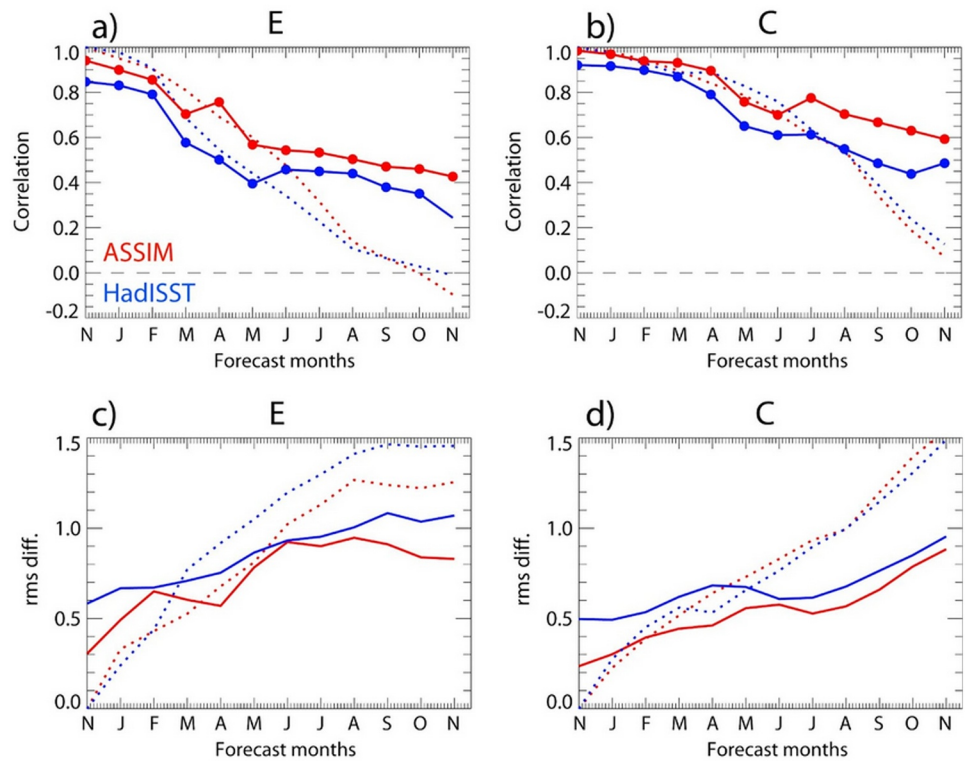 a) E
1.0
0.8
0.6
0.4
0.2
0.0
-0.2
Correlation
ASSIM
HadISST
N J F M A M J J A S O N
Forecast months
b) C
1.0
0.8
0.6
0.4
0.2
0.0
-0.2
Correlation
N J F M A M J J A S O N
Forecast months
c) E
1.5
1.0
0.5
0.0
rms diff.
N J F M A M J J A S O N
Forecast months
d) C
1.5
1.0
0.5
0.0
rms diff.
N J F M A M J J A S O N
Forecast months